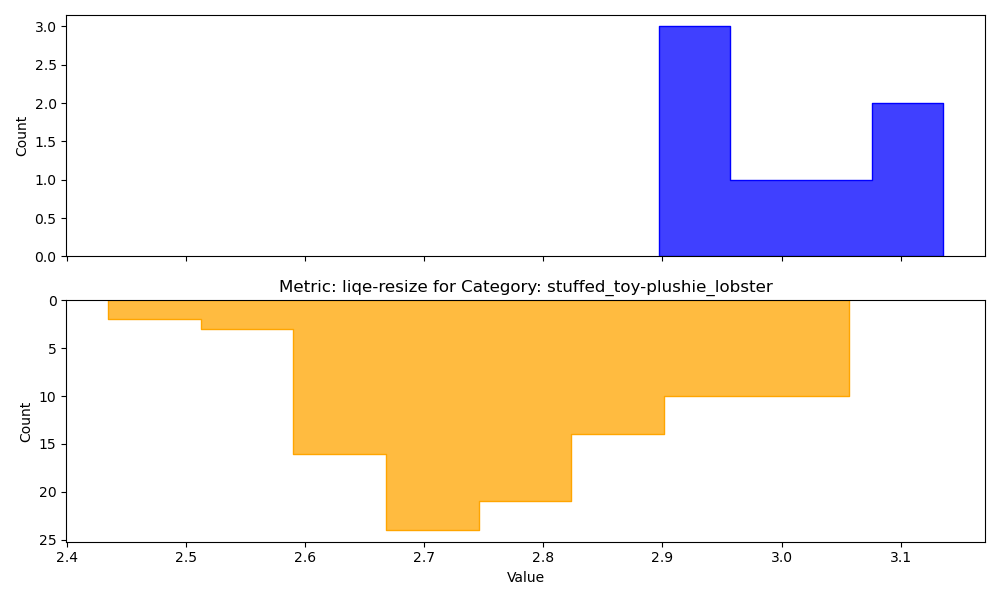 3.0
2.5
2.0
1.5
1.0
0.5
0.0
Count
Metric: liqe-resize for Category: stuffed_toy-plushie_lobster
0
5
10
15
20
25
Count
2.4 2.5 2.6 2.7 2.8 2.9 3.0 3.1
Value